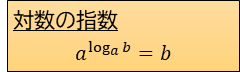 対数の指数
a^{log_a b} = b